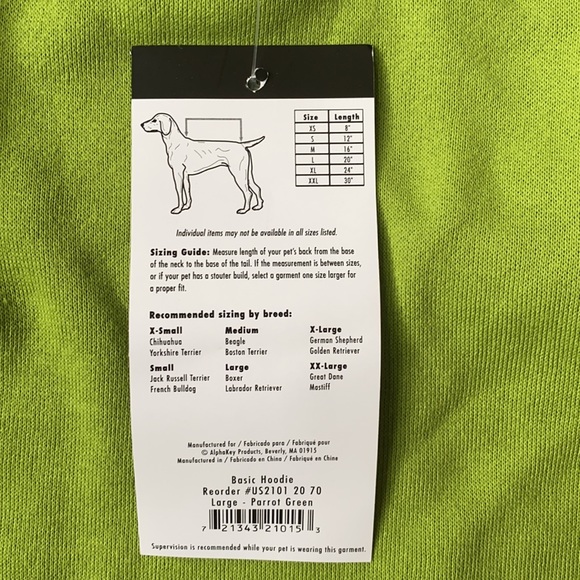 Size Length
XS 8"
S 12"
M 16"
L 20"
XL 24"
XXL 30"
Individual items may not be available in all sizes listed.
Sizing Guide: Measure length of your pet's back from the base
of the neck to the base of the tail. If the measurement is between sizes,
or if your pet has a stouter build, select a garment one size larger for
a proper fit.
Recommended sizing by breed:
X-Small Medium X-Large
Chihuahua Beagle German Shepherd
Yorkshire Terrier Boston Terrier Golden Retriever
Small Large XX-Large
Jack Russell Terrier Boxer Great Dane
French Bulldog Labrador Retriever Mastiff
Manufactured for / Fabricado para / Fabriqué pour
© AlphaKey Products, Beverly, MA 01915
Manufactured in / Fabricado en China / Fabriqué en Chine
Basic Hoodie
Reorder #US2101 20 70
Large - Parrot Green
7 21343 21015 3
Supervision is recommended while your pet is wearing this garment.